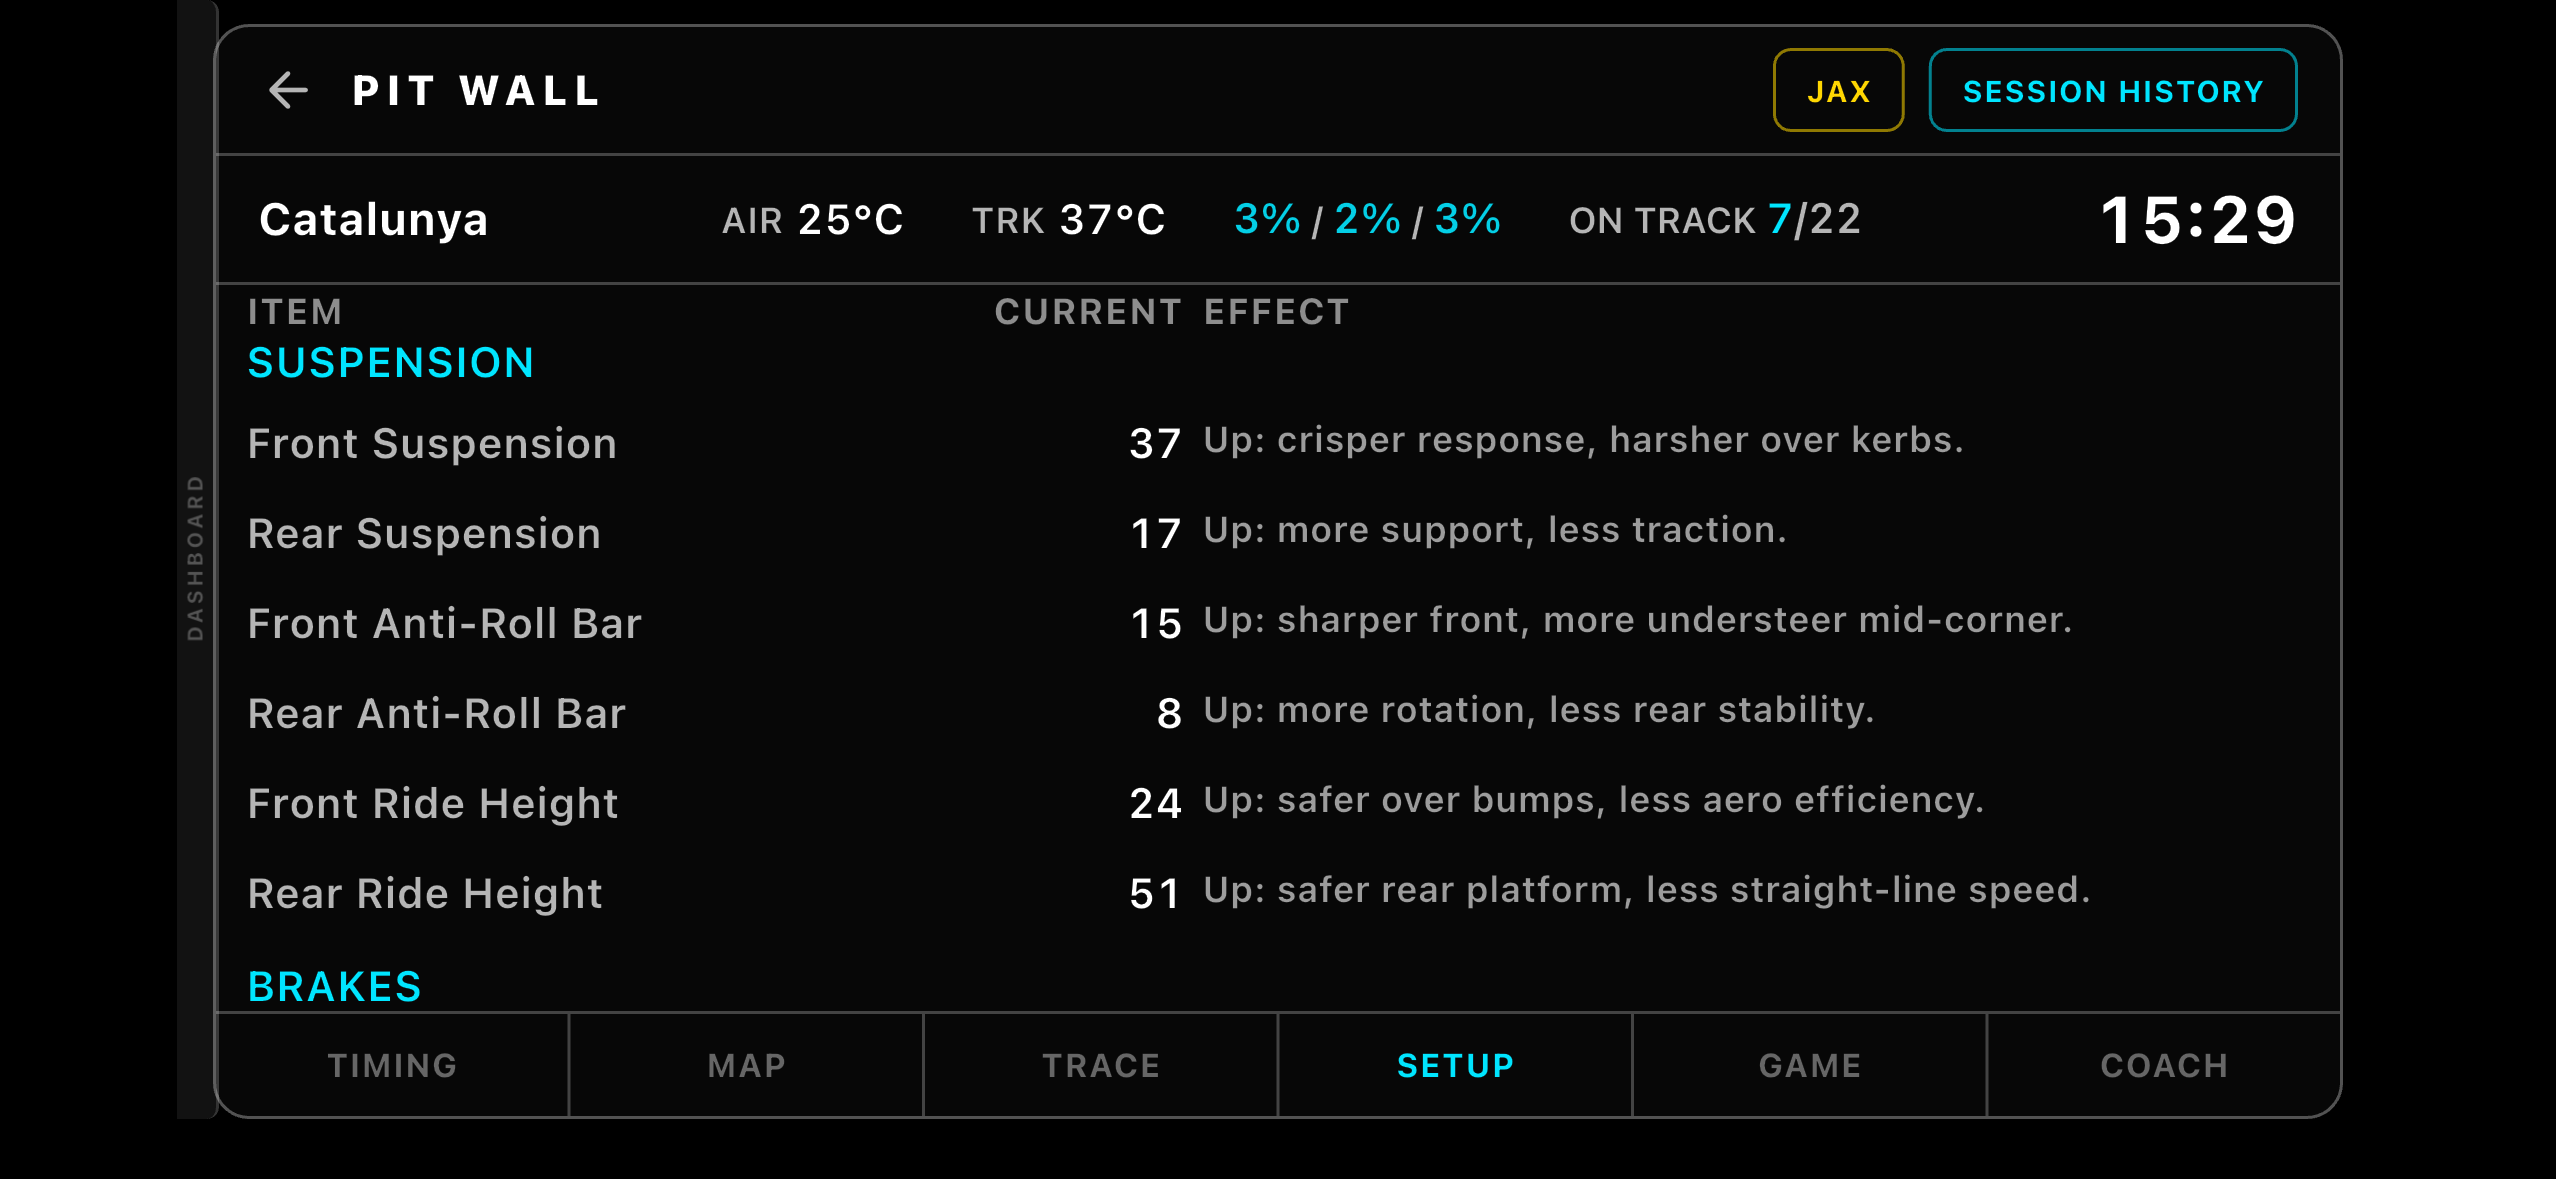 PIT WALL JAX SESSION HISTORY
Catalunya AIR 25°C TRK 37°C 3% / 2% / 3% ON TRACK 7/22 15:29
ITEM CURRENT EFFECT
SUSPENSION
Front Suspension 37 Up: crisper response, harsher over kerbs.
Rear Suspension 17 Up: more support, less traction.
Front Anti-Roll Bar 15 Up: sharper front, more understeer mid-corner.
Rear Anti-Roll Bar 8 Up: more rotation, less rear stability.
Front Ride Height 24 Up: safer over bumps, less aero efficiency.
Rear Ride Height 51 Up: safer rear platform, less straight-line speed.
BRAKES
TIMING MAP TRACE SETUP GAME COACH
DASHBOARD